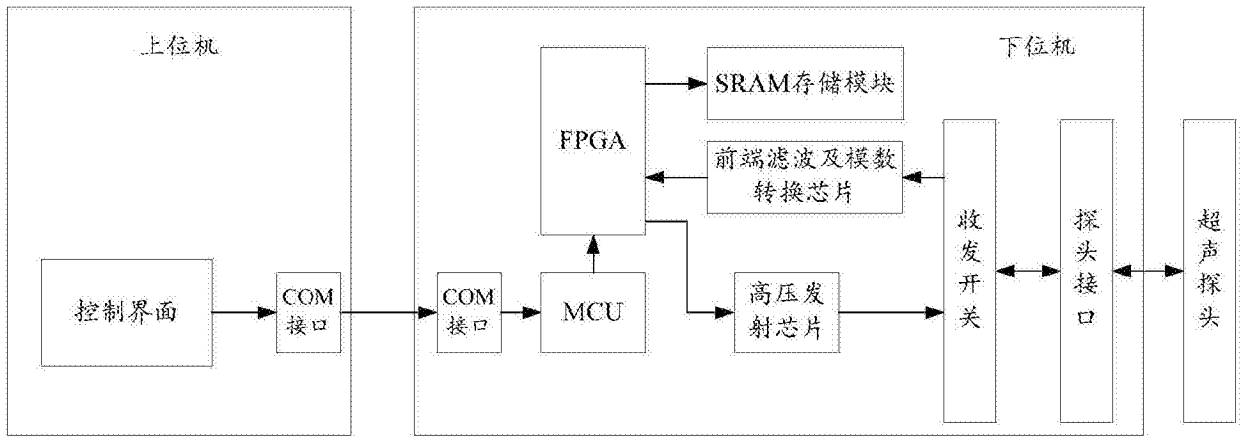 上位机
下位机
FPGA
SRAM存储模块
前端滤波及模数
转换芯片
收
发
开
关
探
头
接
口
超
声
探
头
控制界面
COM
接口
COM
接口
MCU
高压发
射芯片